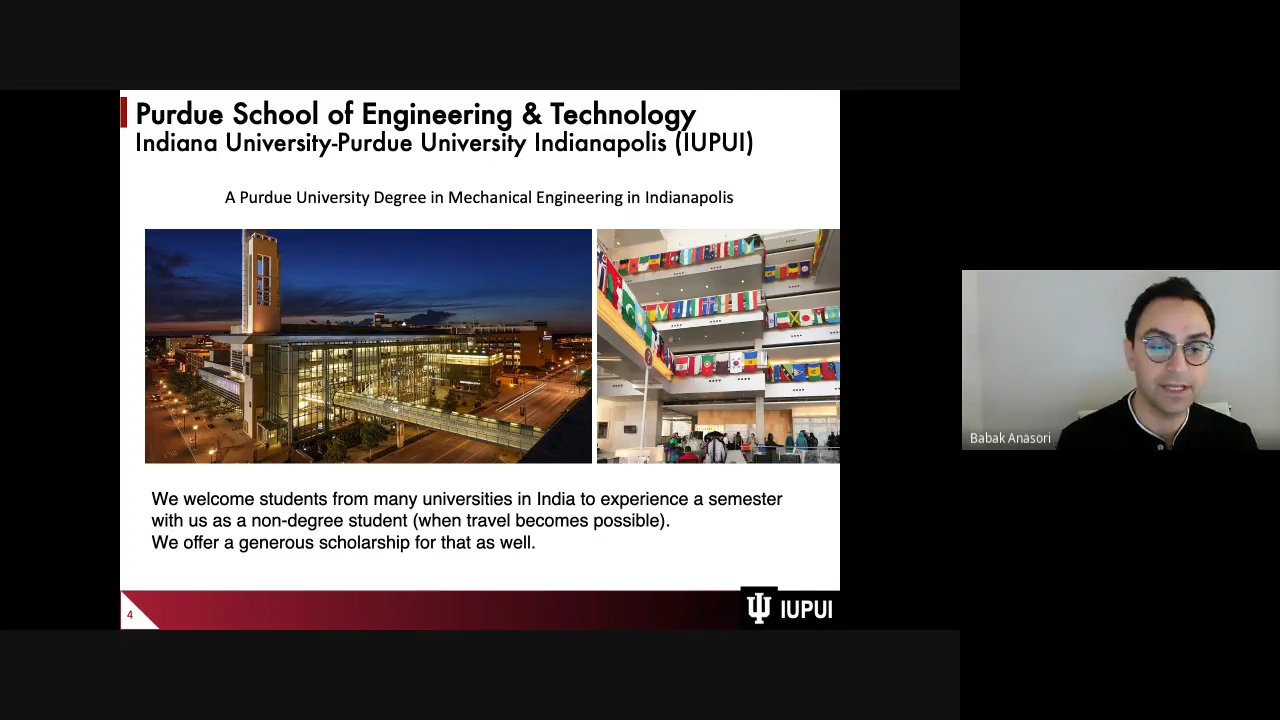 Purdue School of Engineering & Technology
Indiana University-Purdue University Indianapolis (IUPUI)
A Purdue University Degree in Mechanical Engineering in Indianapolis
We welcome students from many universities in India to experience a semester
with us as a non-degree student (when travel becomes possible).
We offer a generous scholarship for that as well.
4
IUPUI
Babak Anasori